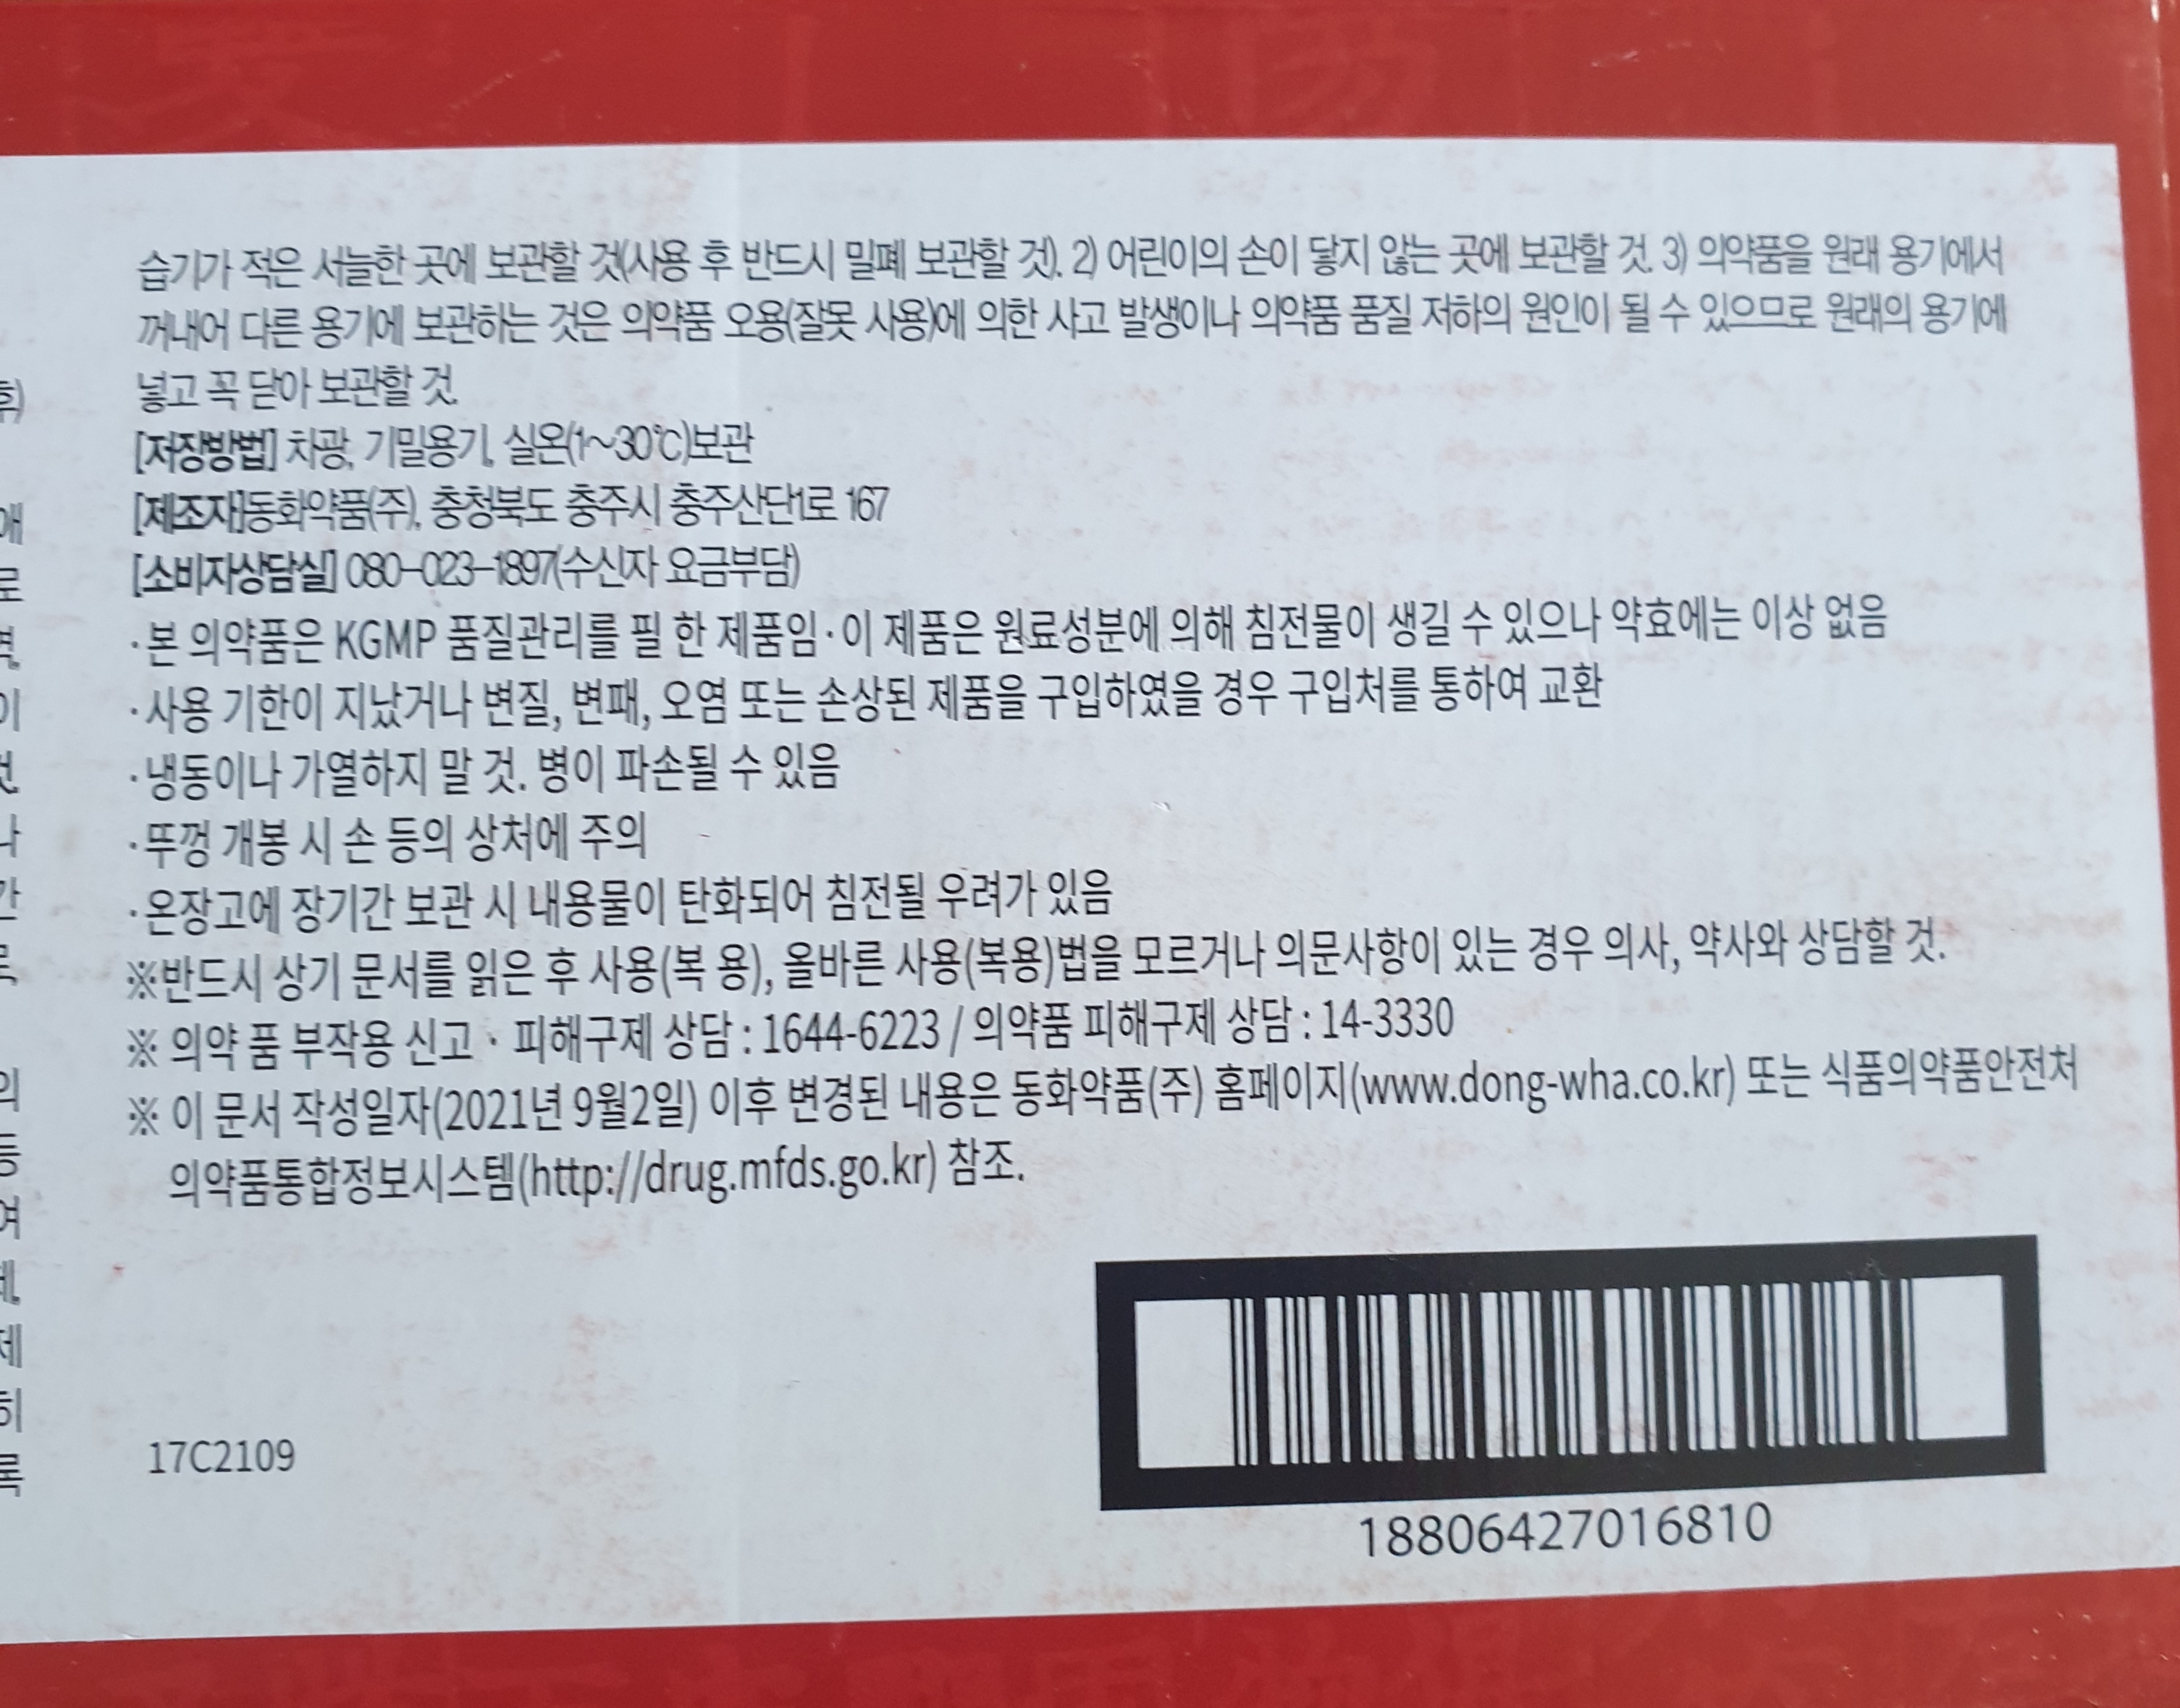 습기가 적은 서늘한 곳에 보관할 것(사용 후 반드시 밀폐 보관할 것). 2) 어린이의 손이 닿지 않는 곳에 보관할 것. 3) 의약품을 원래 용기에서
꺼내어 다른 용기에 보관하는 것은 의약품 오용(잘못 사용)에 의한 사고 발생이나 의약품 품질 저하의 원인이 될 수 있으므로 원래의 용기에
넣고 꼭 닫아 보관할 것.
[저장방법] 차광, 기밀용기, 실온(1~30℃)보관
[제조자]동화약품(주), 충청북도 충주시 충주산단1로 167
[소비자상담실] 080-023-1897(수신자 요금부담)
·본 의약품은 KGMP 품질관리를 필 한 제품임·이 제품은 원료성분에 의해 침전물이 생길 수 있으나 약효에는 이상 없음
·사용 기한이 지났거나 변질, 변패, 오염 또는 손상된 제품을 구입하였을 경우 구입처를 통하여 교환
·냉동이나 가열하지 말 것. 병이 파손될 수 있음
·뚜껑 개봉 시 손 등의 상처에 주의
·온장고에 장기간 보관 시 내용물이 탄화되어 침전될 우려가 있음
※반드시 상기 문서를 읽은 후 사용(복 용), 올바른 사용(복용)법을 모르거나 의문사항이 있는 경우 의사, 약사와 상담할 것.
※ 의약 품 부작용 신고 · 피해구제 상담 : 1644-6223 / 의약품 피해구제 상담 : 14-3330
※ 이 문서 작성일자(2021년 9월2일) 이후 변경된 내용은 동화약품(주) 홈페이지(www.dong-wha.co.kr) 또는 식품의약품안전처
의약품통합정보시스템(http://drug.mfds.go.kr) 참조.
17C2109
18806427016810